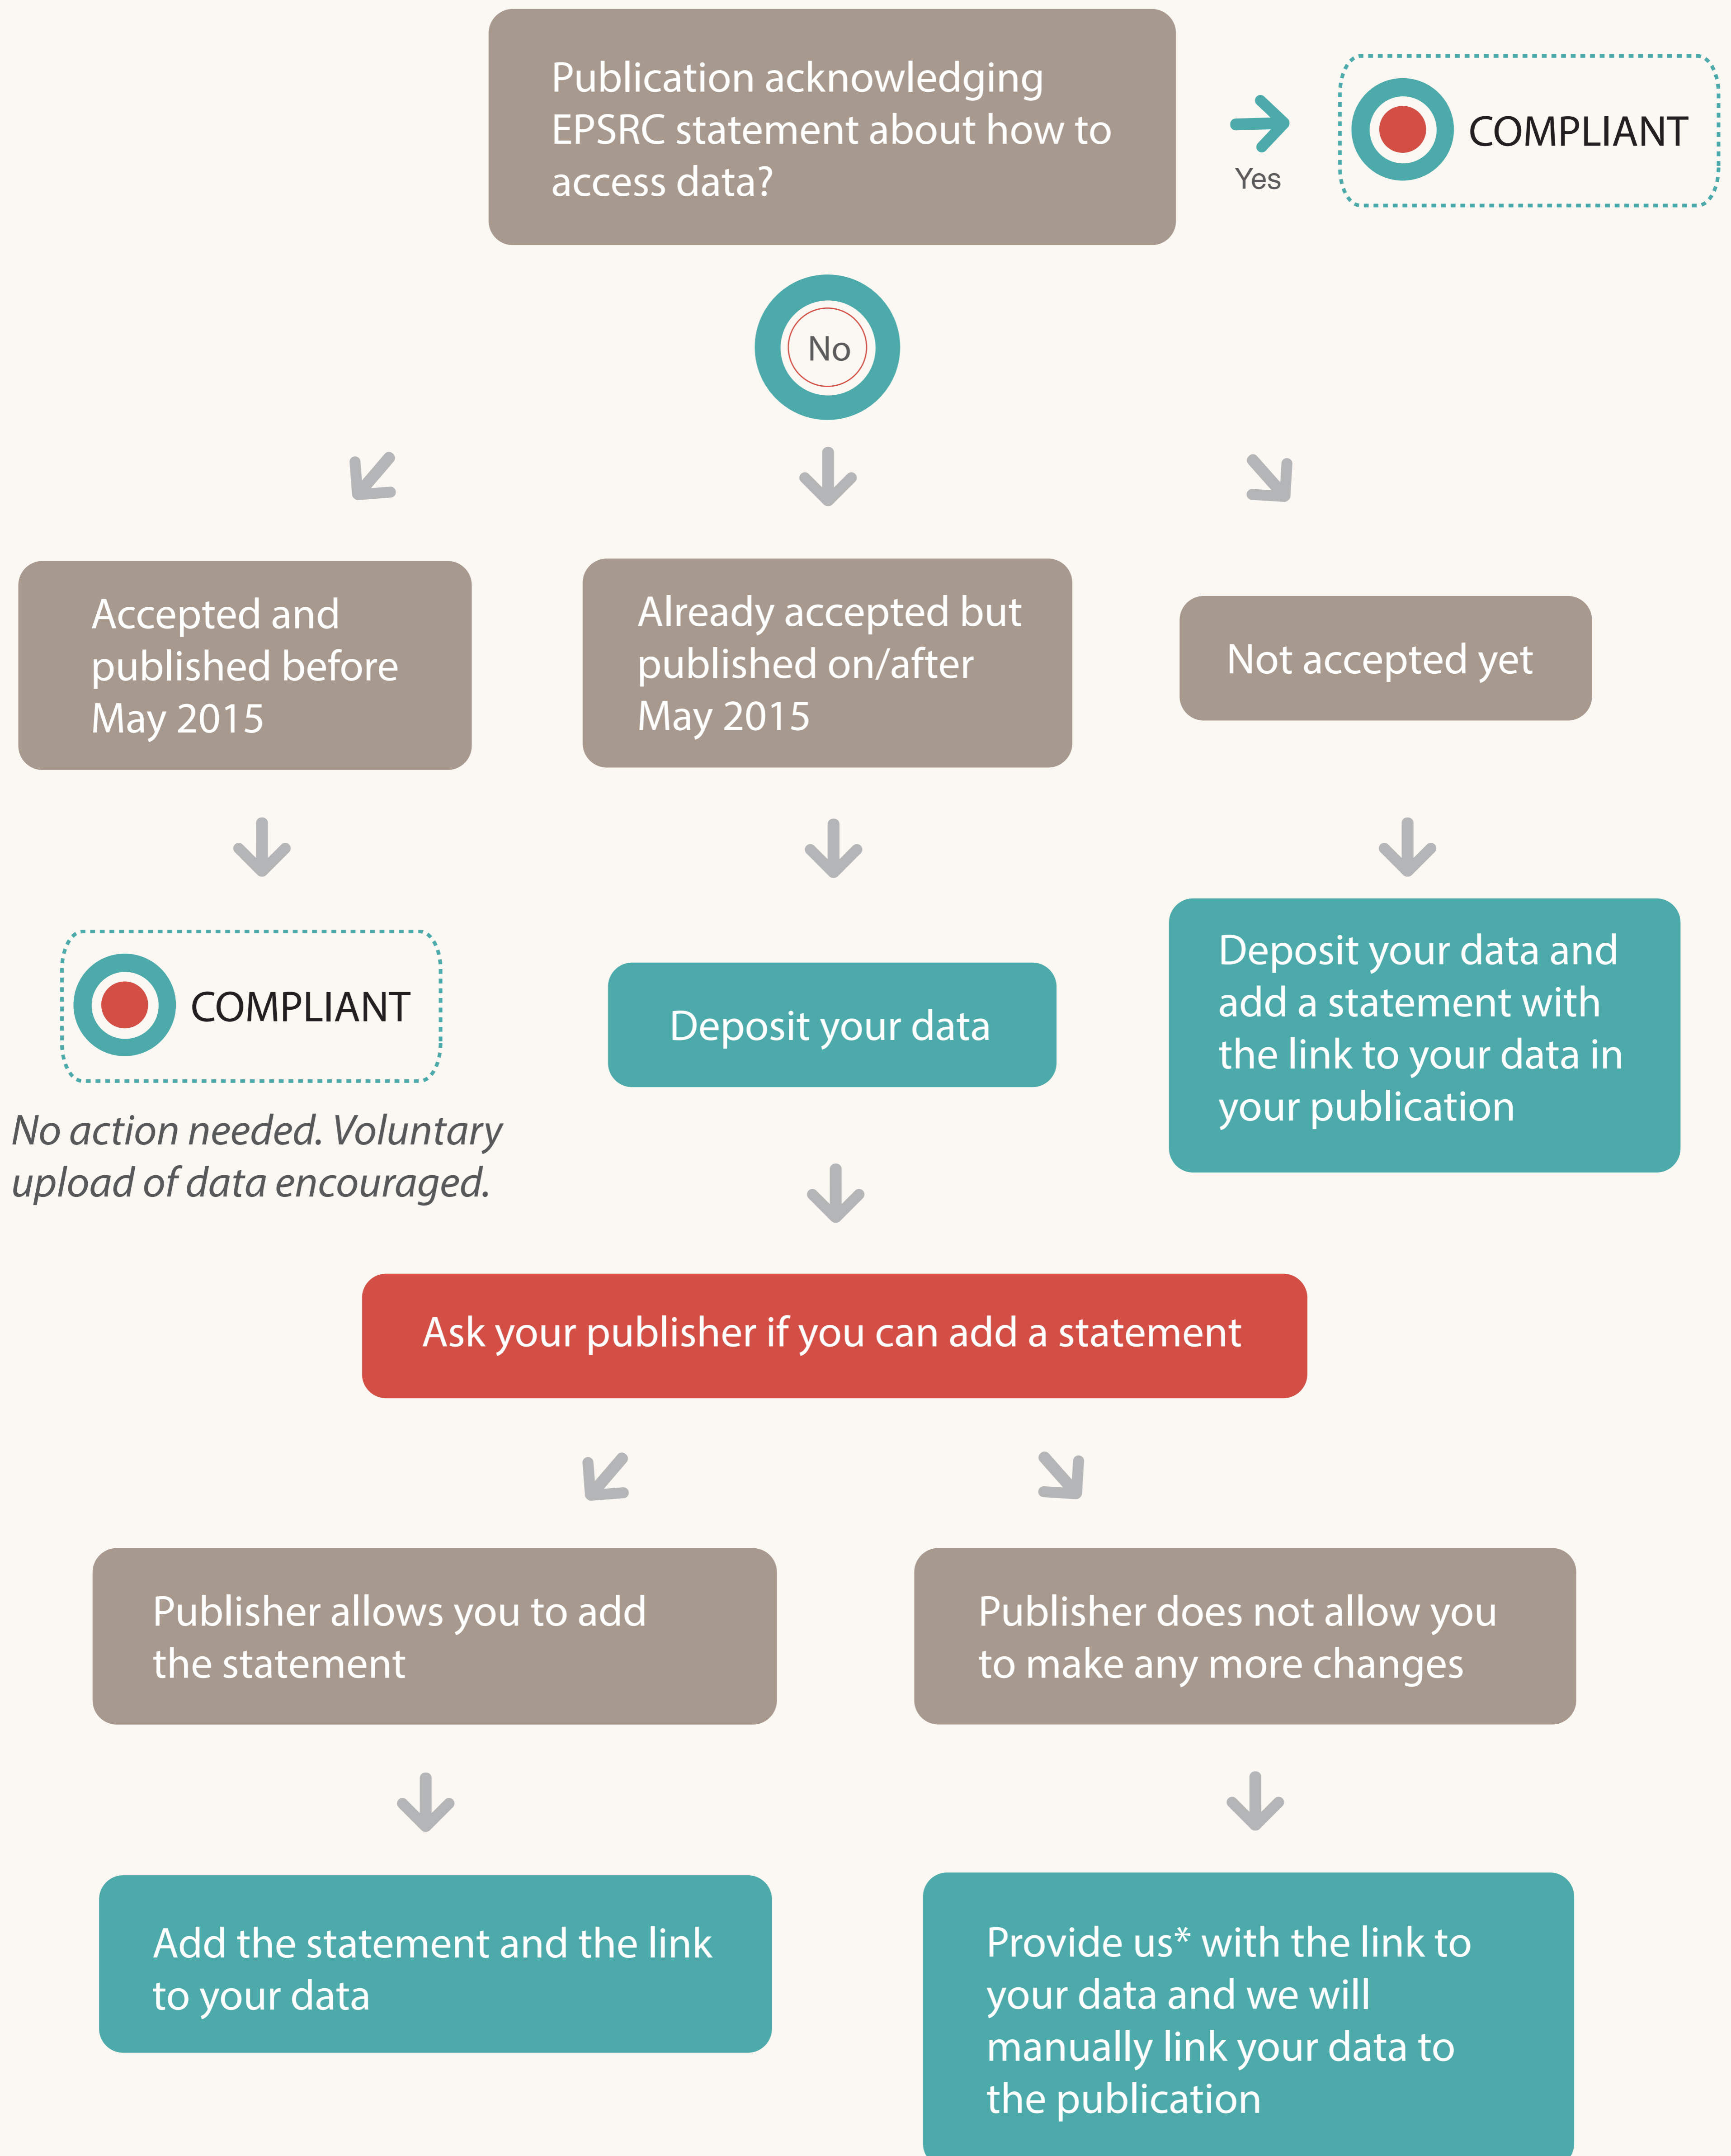 Publication acknowledging
EPSRC statement about how to
access data?
Yes
COMPLIANT
No
Accepted and
published before
May 2015
Already accepted but
published on/after
May 2015
Not accepted yet
COMPLIANT
No action needed. Voluntary
upload of data encouraged.
Deposit your data
Deposit your data and
add a statement with
the link to your data in
your publication
Ask your publisher if you can add a statement
Publisher allows you to add
the statement
Publisher does not allow you
to make any more changes
Add the statement and the link
to your data
Provide us* with the link to
your data and we will
manually link your data to
the publication